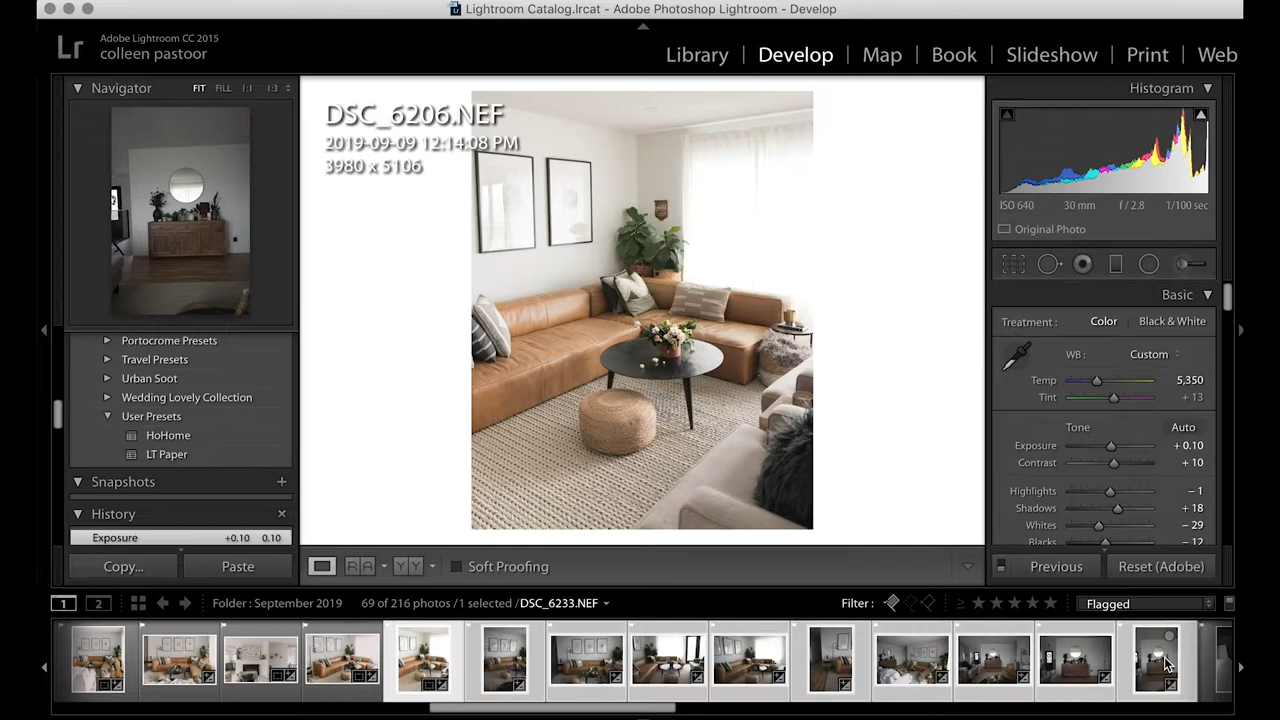 Lightroom Catalog.lrcat - Adobe Photoshop Lightroom - Develop
Lr
Adobe Lightroom CC 2015
colleen pastoor
Library | Develop | Map | Book | Slideshow | Print | Web
Navigator FIT FILL 1:1 1:3
Portocrome Presets
Travel Presets
Urban Soot
Wedding Lovely Collection
User Presets
HoHome
LT Paper
Snapshots +
History
Exposure +0.10 0.10
Copy... Paste
DSC_6206.NEF
2019-09-09 12:14:08 PM
3980 x 5106
Histogram
ISO 640 30 mm f / 2.8 1/100 sec
Original Photo
Basic
Treatment : Color Black & White
WB : Custom
Temp 5,350
Tint + 13
Tone Auto
Exposure + 0.10
Contrast + 10
Highlights − 1
Shadows + 18
Whites − 29
Blacks − 12
Previous Reset (Adobe)
RA YY Soft Proofing
1 2 Folder : September 2019 69 of 216 photos /1 selected /DSC_6233.NEF Filter : ≥ Flagged